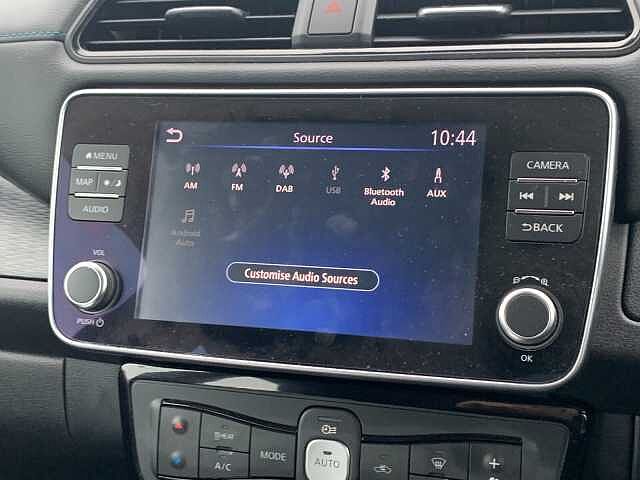 Source
10:44
AM
FM
DAB
USB
Bluetooth
Audio
AUX
Android
Auto
Customise Audio Sources
MENU
MAP
AUDIO
VOL
PUSH
CAMERA
BACK
OK
HEAT
A/C
MODE
AUTO
+